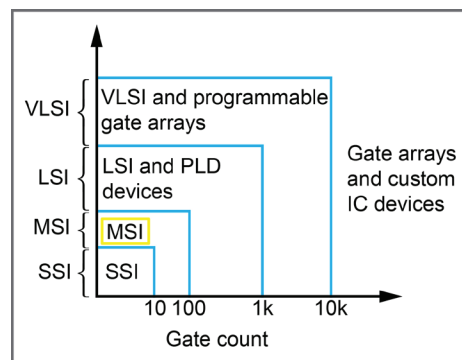 VLSI
VLSI and programmable
gate arrays
LSI
LSI and PLD
devices
Gate arrays
and custom
IC devices
MSI
MSI
SSI
SSI
10 100 1k 10k
Gate count